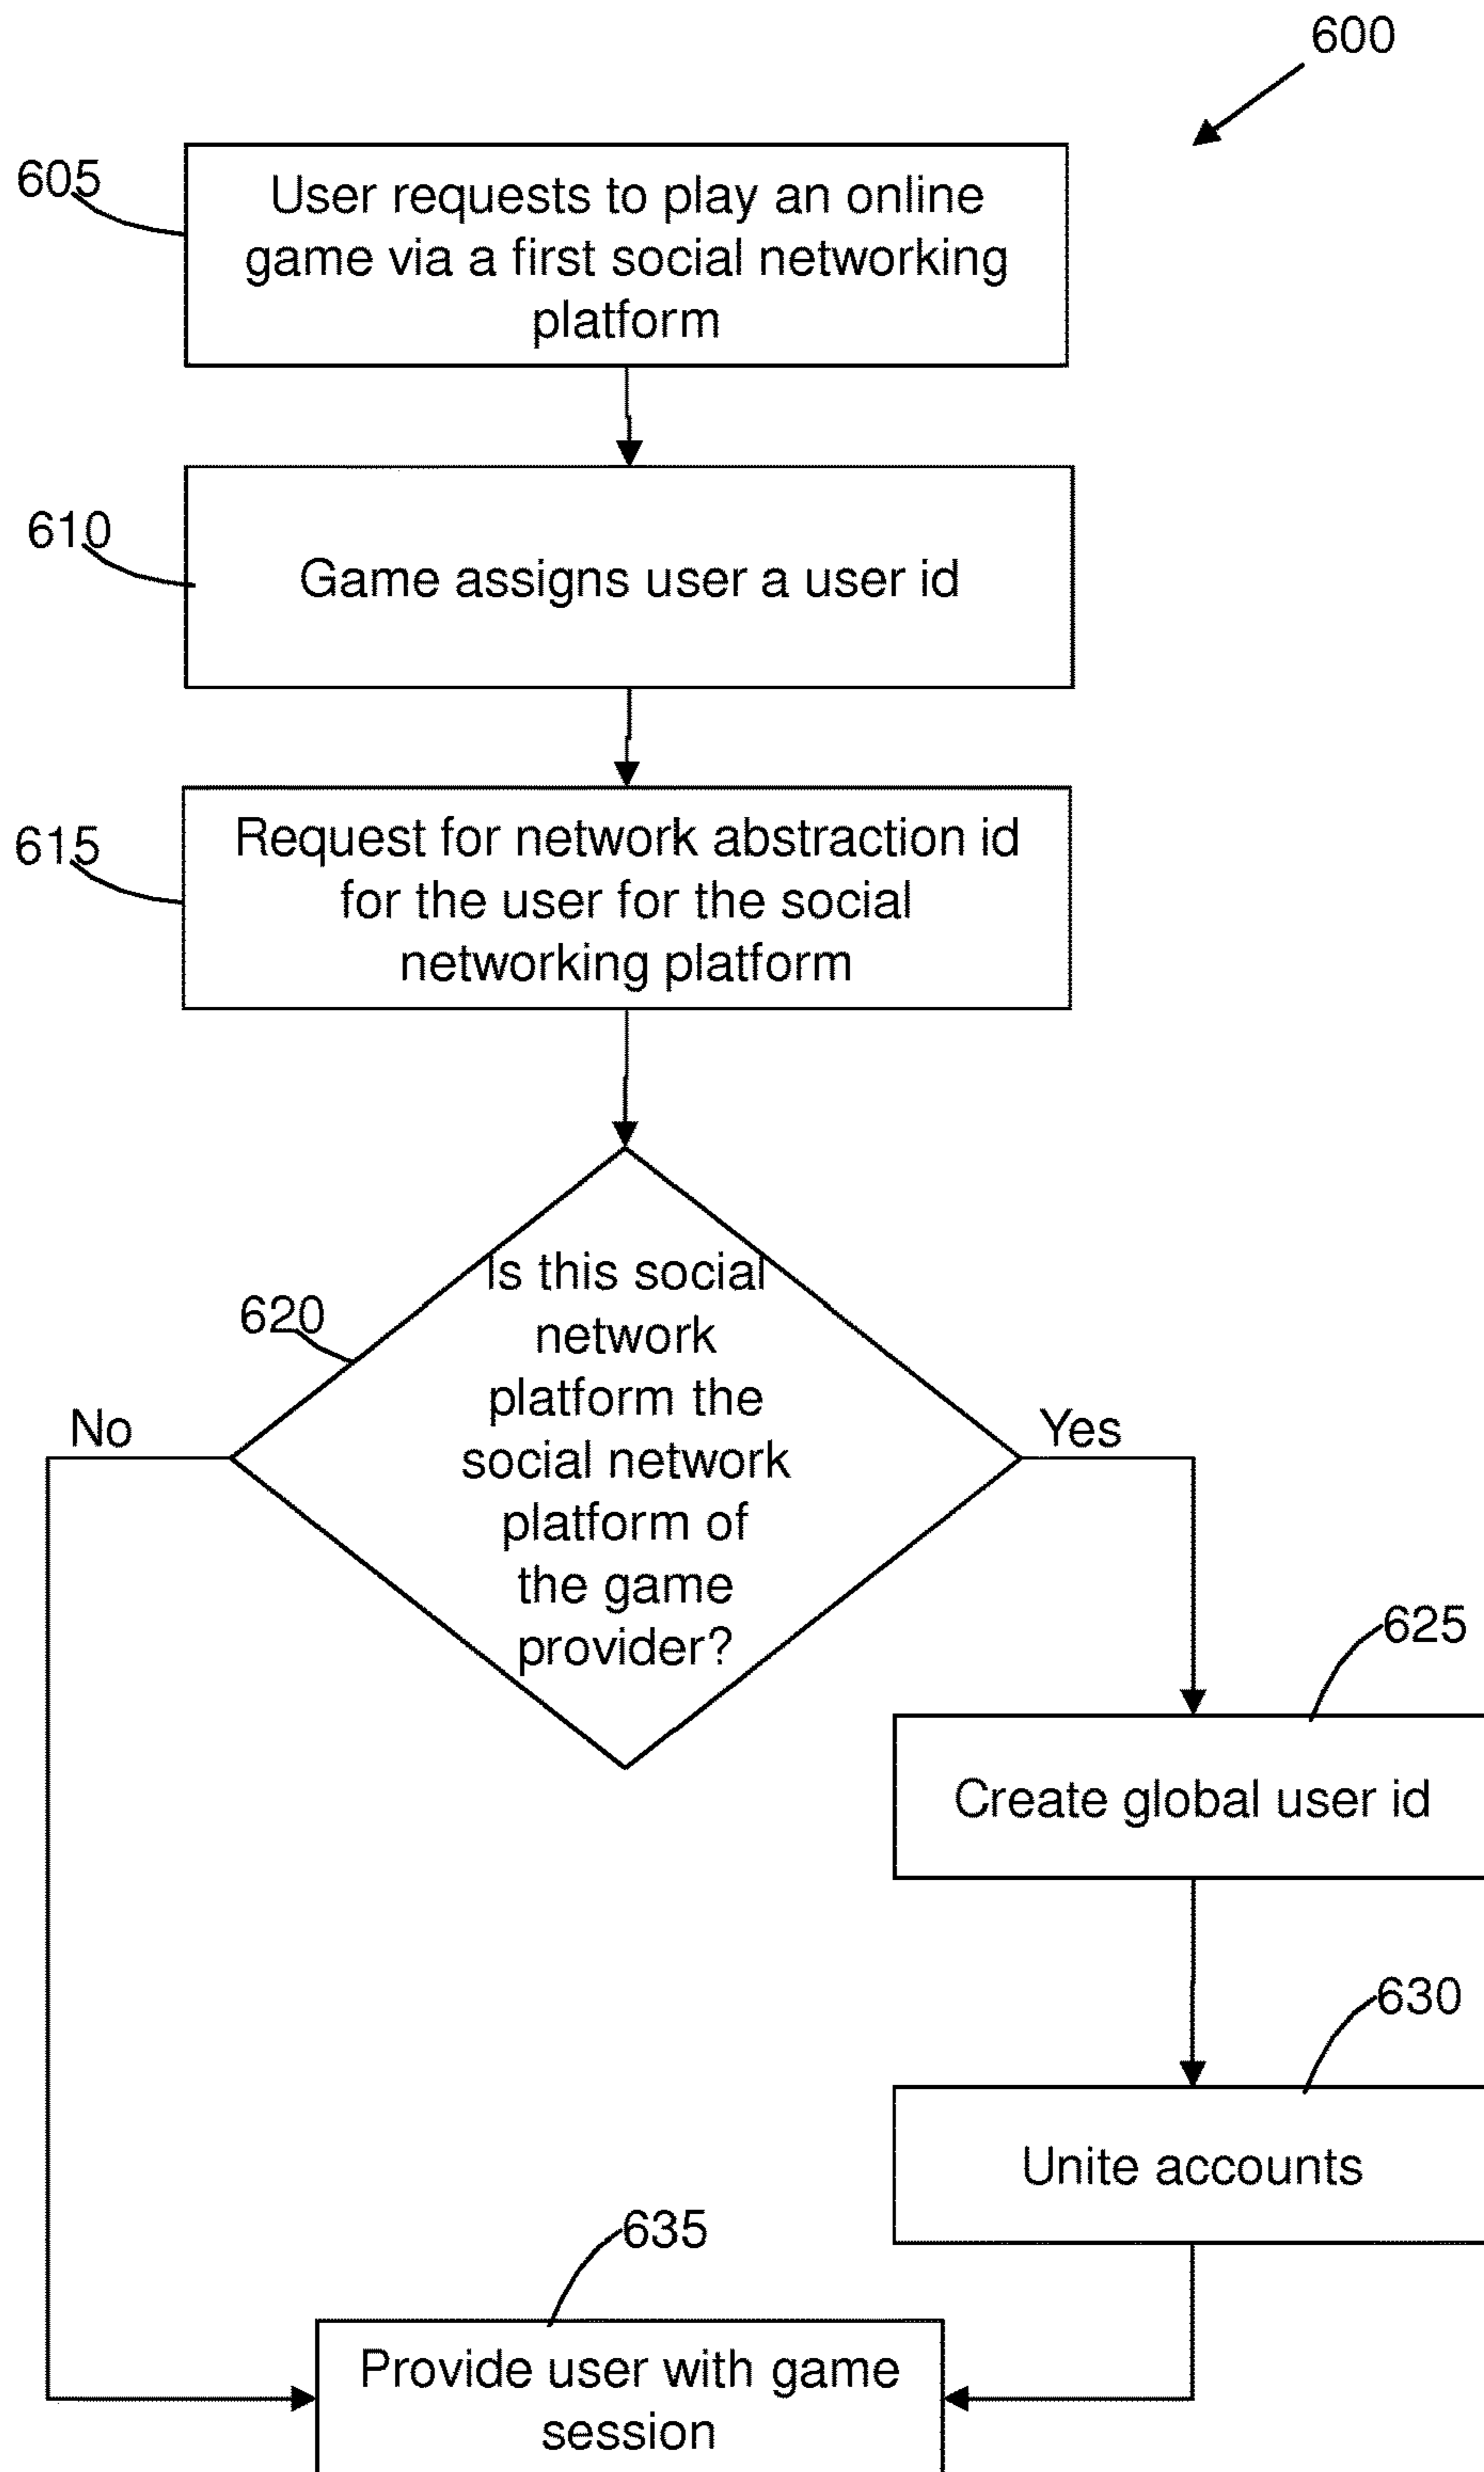 600
605
User requests to play an online
game via a first social networking
platform
610
Game assigns user a user id
615
Request for network abstraction id
for the user for the social
networking platform
620
Is this social
network
platform the
social network
platform of
the game
provider?
No
Yes
625
Create global user id
630
Unite accounts
635
Provide user with game
session